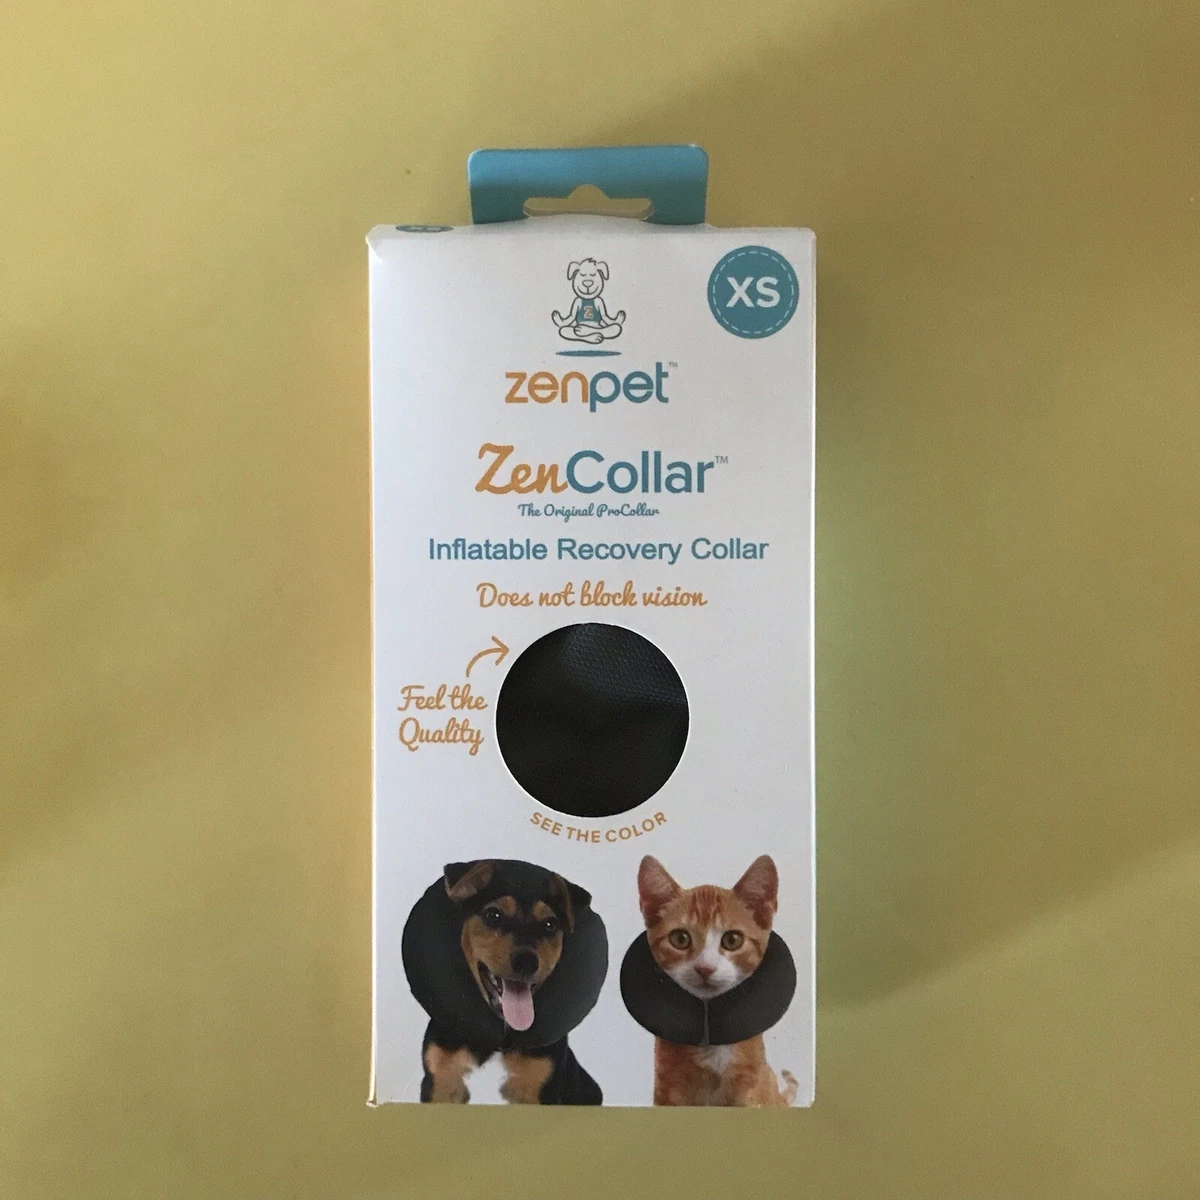 XS
XS
Z
zenpet™
ZenCollar™
The Original ProCollar
Inflatable Recovery Collar
Does not block vision
Feel the
Quality
SEE THE COLOR